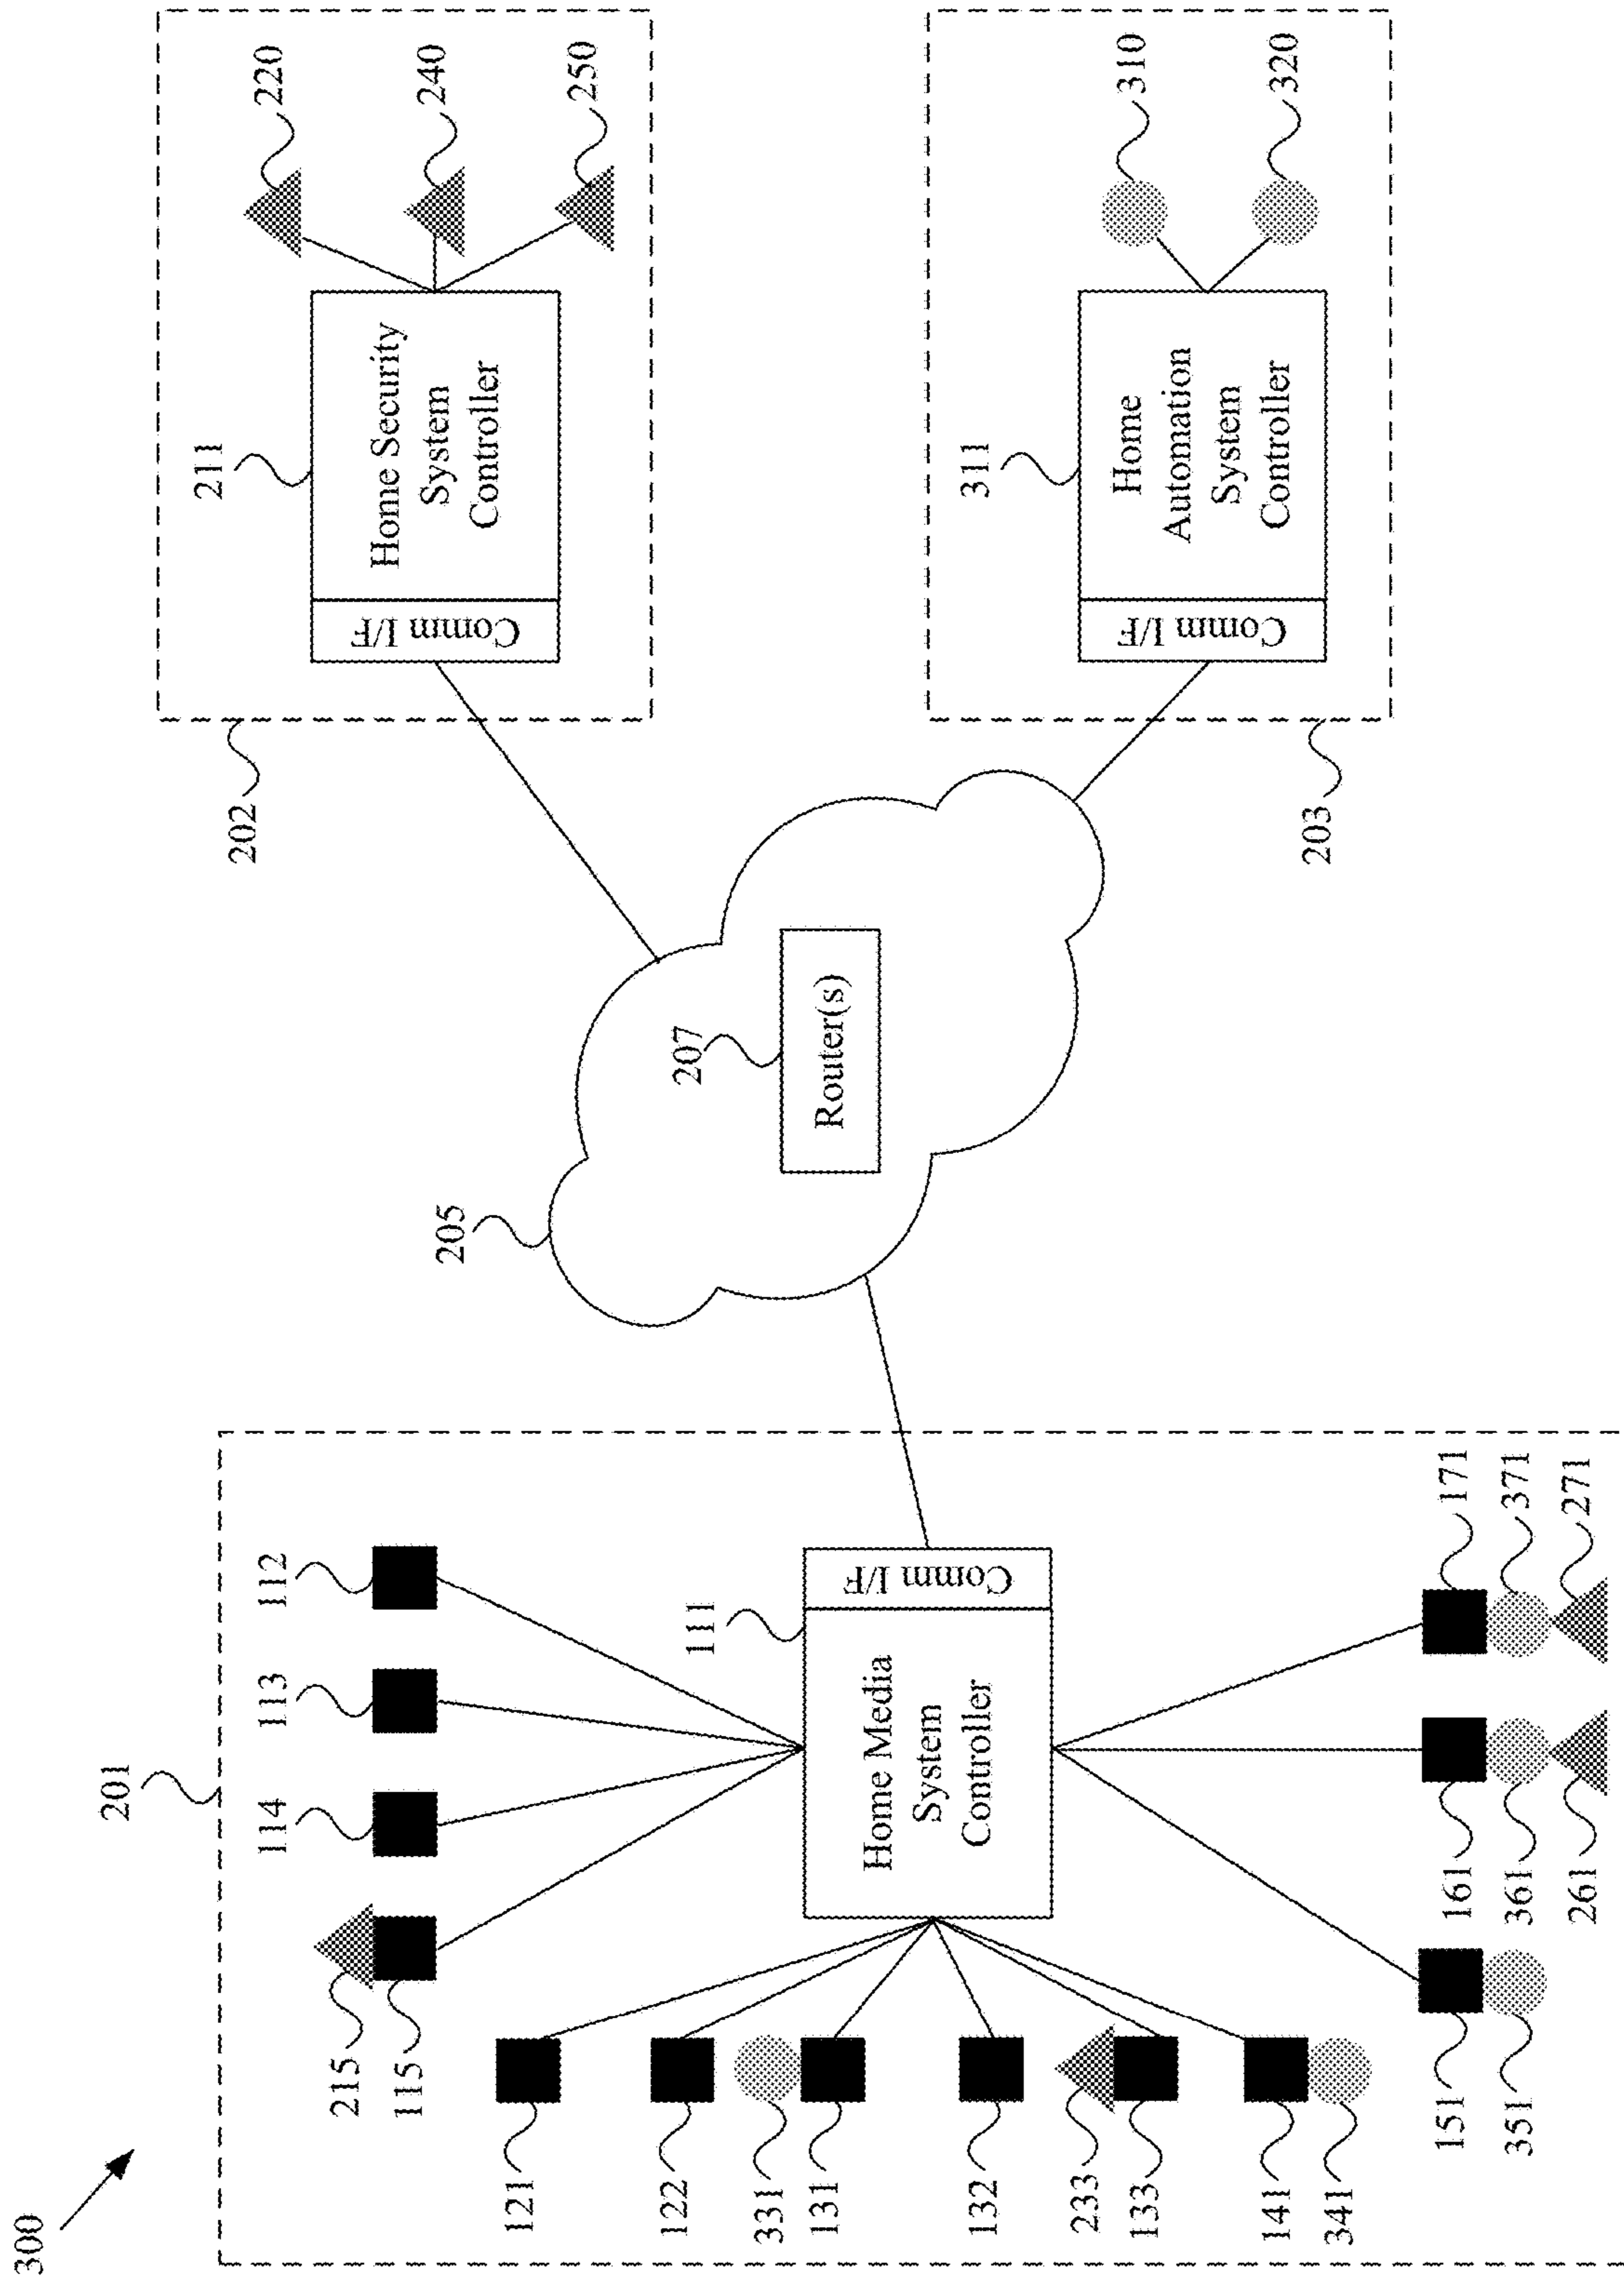 300
201
112
113
114
215
115
121
122
331
131
132
233
133
141
341
151
351
161
361
261
171
371
271
111
Home Media
System
Controller
Comm I/F
205
207
Router(s)
202
211
Comm I/F
Home Security
System
Controller
220
240
250
203
311
Comm I/F
Home
Automation
System
Controller
310
320